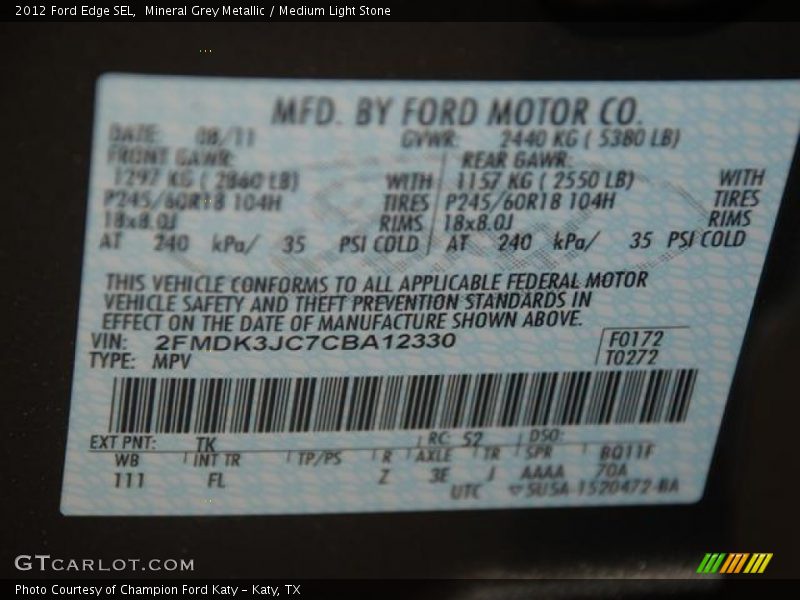 2012 Ford Edge SEL, Mineral Grey Metallic / Medium Light Stone
MFD. BY FORD MOTOR CO.
DATE: 08/11 GVWR: 2440 KG ( 5380 LB)
FRONT GAWR: REAR GAWR:
1297 KG ( 2860 LB) WITH 1157 KG ( 2550 LB) WITH
P245/60R18 104H TIRES P245/60R18 104H TIRES
18x8.0J RIMS 18x8.0J RIMS
AT 240 kPa/ 35 PSI COLD AT 240 kPa/ 35 PSI COLD
THIS VEHICLE CONFORMS TO ALL APPLICABLE FEDERAL MOTOR
VEHICLE SAFETY AND THEFT PREVENTION STANDARDS IN
EFFECT ON THE DATE OF MANUFACTURE SHOWN ABOVE.
VIN: 2FMDK3JC7CBA12330 F0172
TYPE: MPV T0272
EXT PNT: TK RC: 52 DSO:
WB INT TR TP/PS R AXLE TR SPR BQ11F
111 FL Z 3E J AAAA 70A
UTC 5U5A-1520472-BA
GTCARLOT.COM
Photo Courtesy of Champion Ford Katy - Katy, TX